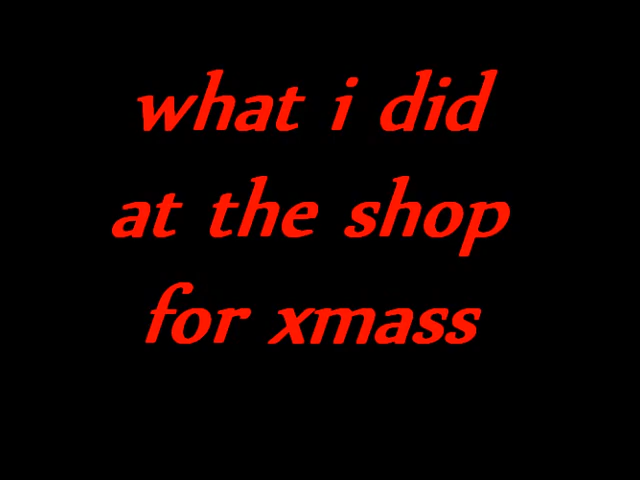 what i did
at the shop
for xmass